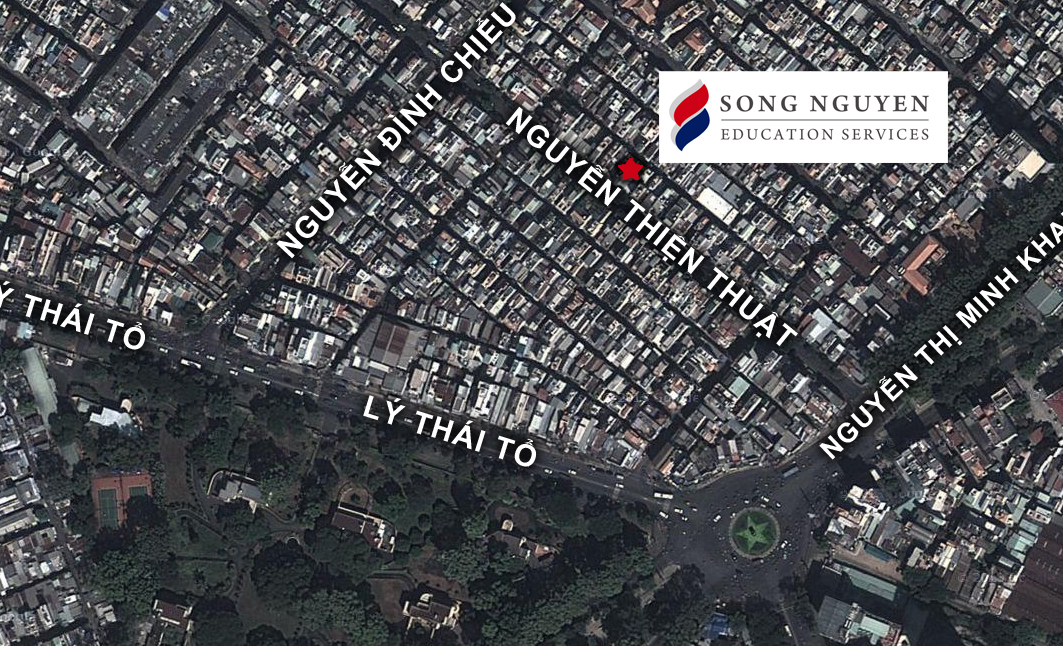 NGUYỄN ĐÌNH CHIỂU
SONG NGUYEN
EDUCATION SERVICES
NGUYỄN THIỆN THUẬT
NGUYỄN THỊ MINH KHA
Ý THÁI TỔ
LÝ THÁI TỔ